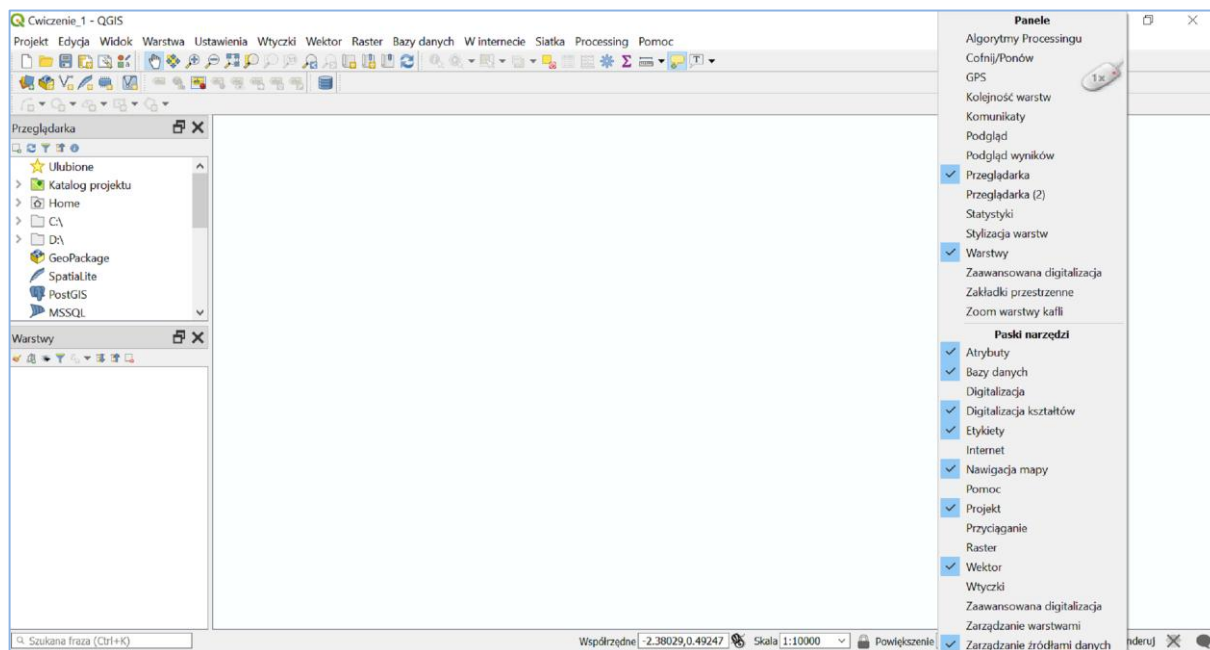 Cwiczenie_1 - QGIS
Projekt Edycja Widok Warstwa Ustawienia Wtyczki Wektor Raster Bazy danych W internecie Siatka Processing Pomoc
Przeglądarka
Ulubione
Katalog projektu
Home
C:\
D:\
GeoPackage
SpatiaLite
PostGIS
MSSQL
Warstwy
Szukana fraza (Ctrl+K)
Współrzędne -2.38029,0.49247 Skala 1:10000 Powiększenie
nderuj
Panele
Algorytmy Processingu
Cofnij/Ponów
GPS
1x
Kolejność warstw
Komunikaty
Podgląd
Podgląd wyników
Przeglądarka
Przeglądarka (2)
Statystyki
Stylizacja warstw
Warstwy
Zaawansowana digitalizacja
Zakładki przestrzenne
Zoom warstwy kafli
Paski narzędzi
Atrybuty
Bazy danych
Digitalizacja
Digitalizacja kształtów
Etykiety
Internet
Nawigacja mapy
Pomoc
Projekt
Przyciąganie
Raster
Wektor
Wtyczki
Zaawansowana digitalizacja
Zarządzanie warstwami
Zarządzanie źródłami danych